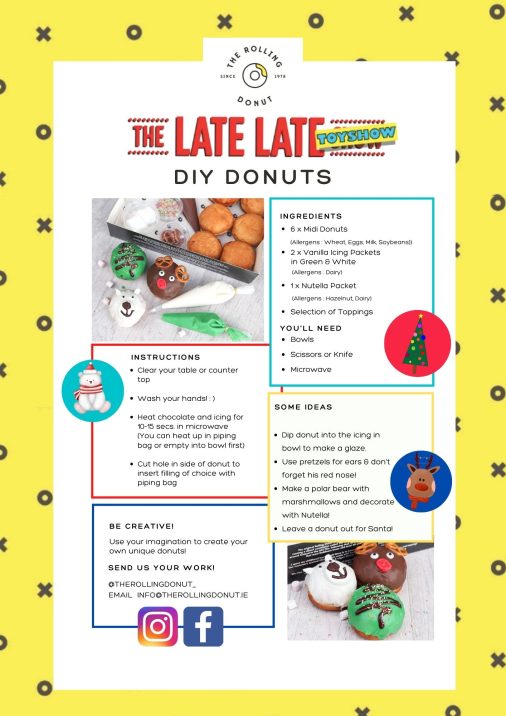 THE ROLLING
SINCE 1978
DONUT
THE LATE LATE TOYSHOW
DIY DONUTS
INGREDIENTS
6 x Midi Donuts
(Allergens : Wheat, Eggs, Milk, Soybeans))
2 x Vanilla Icing Packets
in Green & White
(Allergens : Dairy)
1 x Nutella Packet
(Allergens : Hazelnut, Dairy)
Selection of Toppings
YOU'LL NEED
Bowls
Scissors or Knife
Microwave
INSTRUCTIONS
Clear your table or counter
top
Wash your hands! : )
Heat chocolate and icing for
10-15 secs. in microwave
(You can heat up in piping
bag or empty into bowl first)
Cut hole in side of donut to
insert filling of choice with
piping bag
SOME IDEAS
Dip donut into the icing in
bowl to make a glaze.
Use pretzels for ears & don't
forget his red nose!
Make a polar bear with
marshmallows and decorate
with Nutella!
Leave a donut out for Santa!
BE CREATIVE!
Use your imagination to create your
own unique donuts!
SEND US YOUR WORK!
@THEROLLINGDONUT_
EMAIL INFO@THEROLLINGDONUT.IE